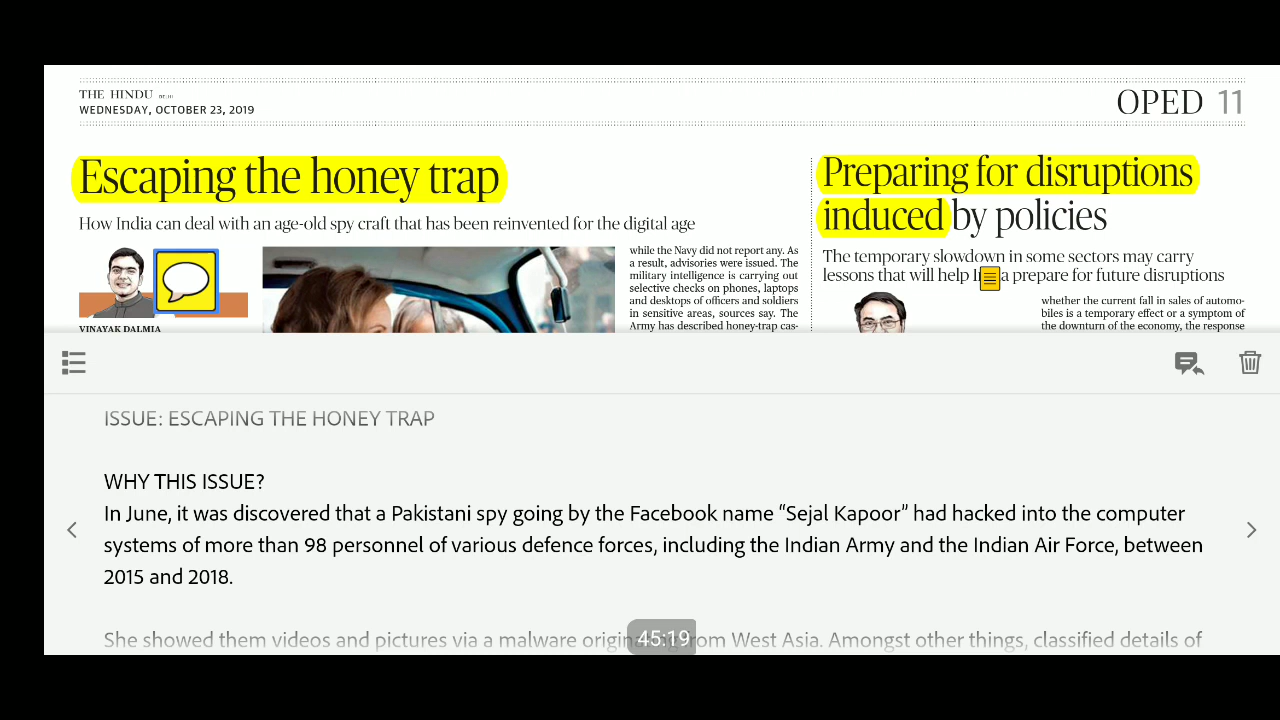 THE HINDU
WEDNESDAY, OCTOBER 23, 2019
OPED 11
Escaping the honey trap
How India can deal with an age-old spy craft that has been reinvented for the digital age
VINAYAK DALMIA
while the Navy did not report any. As
a result, advisories were issued. The
military intelligence is carrying out
selective checks on phones, laptops
and desktops of officers and soldiers
in sensitive areas, sources say. The
Army has described honey-trap cas-
Preparing for disruptions
induced by policies
The temporary slowdown in some sectors may carry
lessons that will help a prepare for future disruptions
whether the current fall in sales of automo-
biles is a temporary effect or a symptom of
the downturn of the economy, the response
ISSUE: ESCAPING THE HONEY TRAP
WHY THIS ISSUE?
In June, it was discovered that a Pakistani spy going by the Facebook name “Sejal Kapoor” had hacked into the computer
systems of more than 98 personnel of various defence forces, including the Indian Army and the Indian Air Force, between
2015 and 2018.
She showed them videos and pictures via a malware from West Asia. Amongst other things, classified details of
45:19